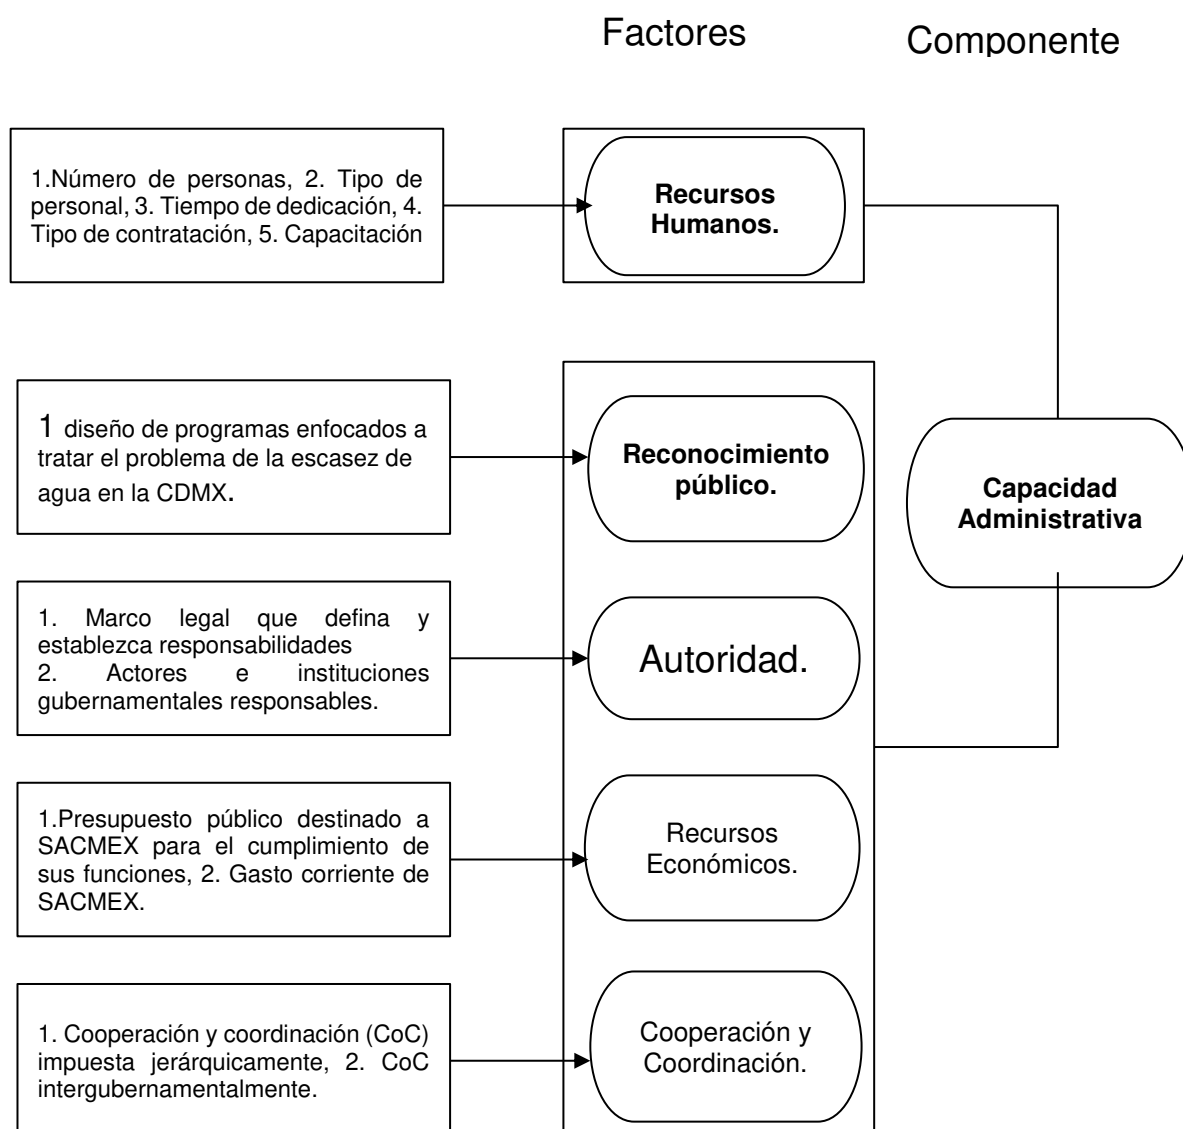 Factores
Componente
1.Número de personas, 2. Tipo de
personal, 3. Tiempo de dedicación, 4.
Tipo de contratación, 5. Capacitación
Recursos
Humanos.
1 diseño de programas enfocados a
tratar el problema de la escasez de
agua en la CDMX.
Reconocimiento
público.
Capacidad
Administrativa
1. Marco legal que defina y
establezca responsabilidades
2. Actores e instituciones
gubernamentales responsables.
Autoridad.
1.Presupuesto público destinado a
SACMEX para el cumplimiento de
sus funciones, 2. Gasto corriente de
SACMEX.
Recursos
Económicos.
1. Cooperación y coordinación (CoC)
impuesta jerárquicamente, 2. CoC
intergubernamentalmente.
Cooperación y
Coordinación.